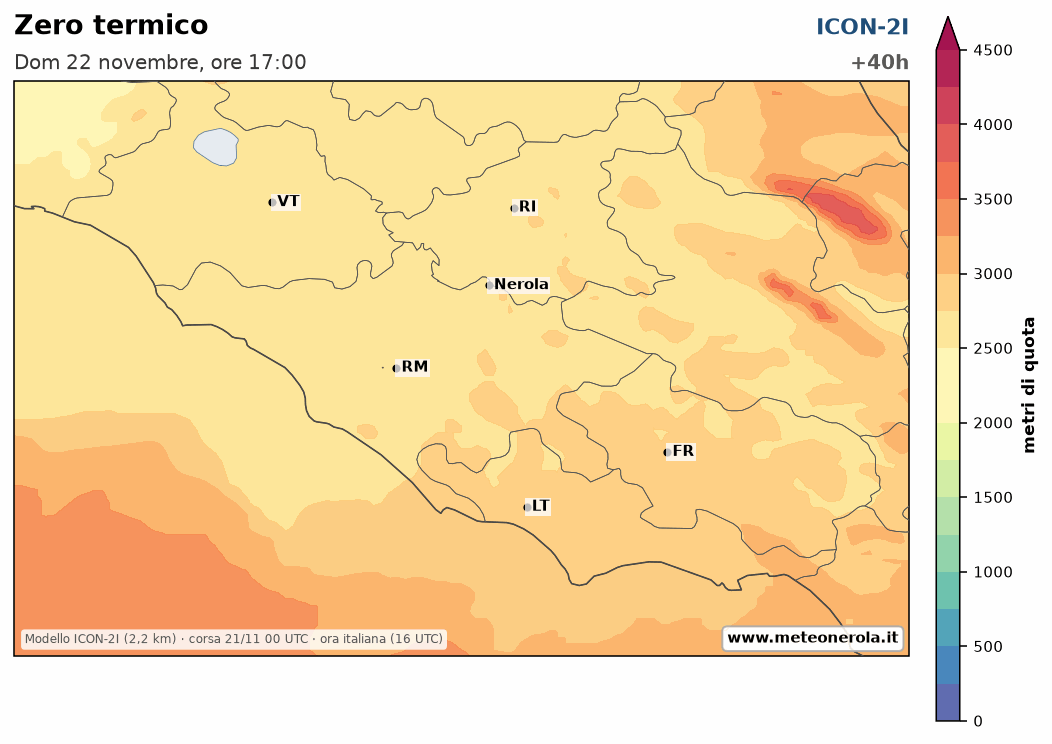 Zero termico
ICON-2I
Dom 22 novembre, ore 17:00
+40h
VT
RI
Nerola
RM
FR
LT
Modello ICON-2I (2,2 km) · corsa 21/11 00 UTC · ora italiana (16 UTC)
www.meteonerola.it
4500
4000
3500
3000
2500
2000
1500
1000
500
0
metri di quota